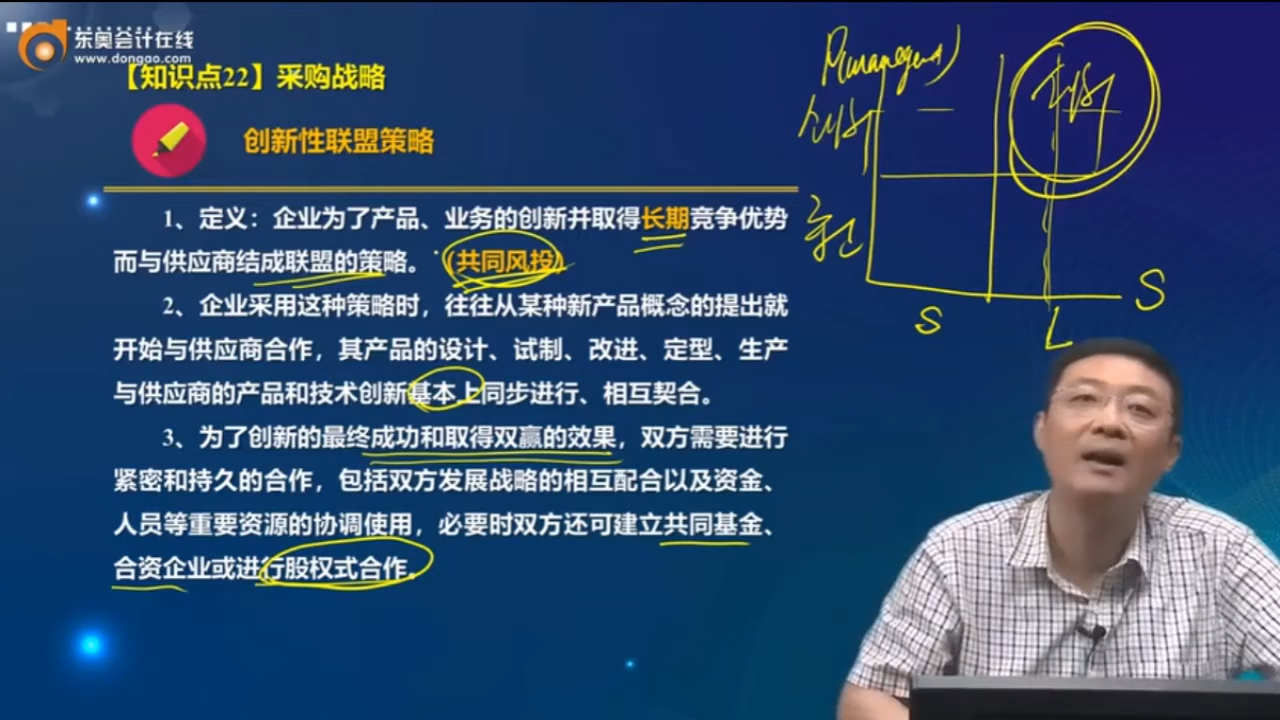 东奥会计在线
www.dongao.com
【知识点22】采购战略
创新性联盟策略
1、定义：企业为了产品、业务的创新并取得长期竞争优势
而与供应商结成联盟的策略。（共同风投）
2、企业采用这种策略时，往往从某种新产品概念的提出就
开始与供应商合作，其产品的设计、试制、改进、定型、生产
与供应商的产品和技术创新基本上同步进行、相互契合。
3、为了创新的最终成功和取得双赢的效果，双方需要进行
紧密和持久的合作，包括双方发展战略的相互配合以及资金、
人员等重要资源的协调使用，必要时双方还可建立共同基金、
合资企业或进行股权式合作。
S
S
L